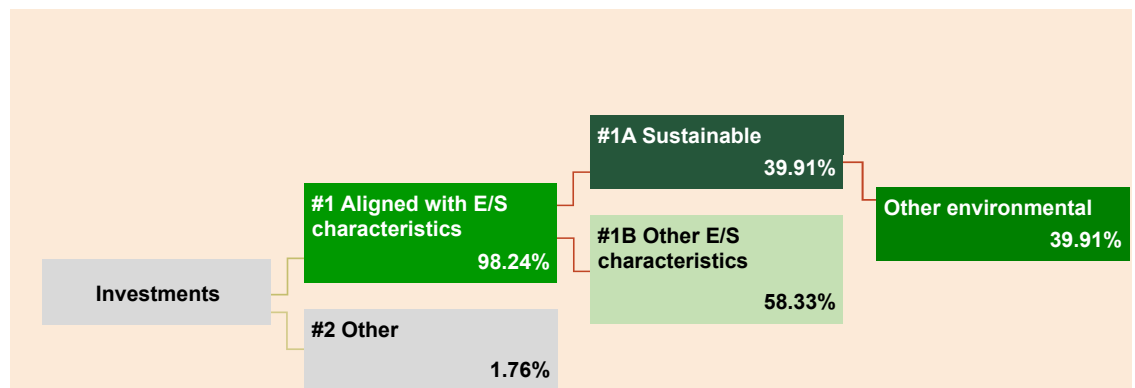 #1A Sustainable
39.91%
#1 Aligned with E/S
characteristics
98.24%
Other environmental
39.91%
#1B Other E/S
characteristics
58.33%
Investments
#2 Other
1.76%